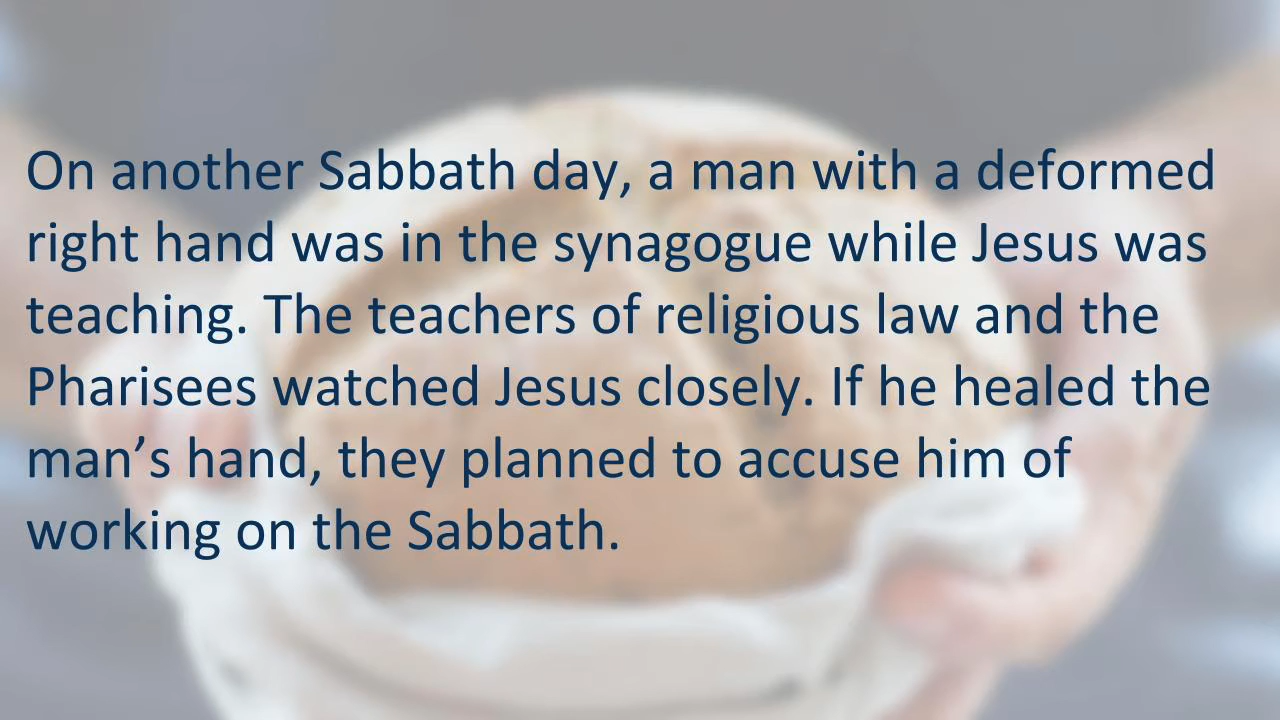 On another Sabbath day, a man with a deformed
right hand was in the synagogue while Jesus was
teaching. The teachers of religious law and the
Pharisees watched Jesus closely. If he healed the
man’s hand, they planned to accuse him of
working on the Sabbath.